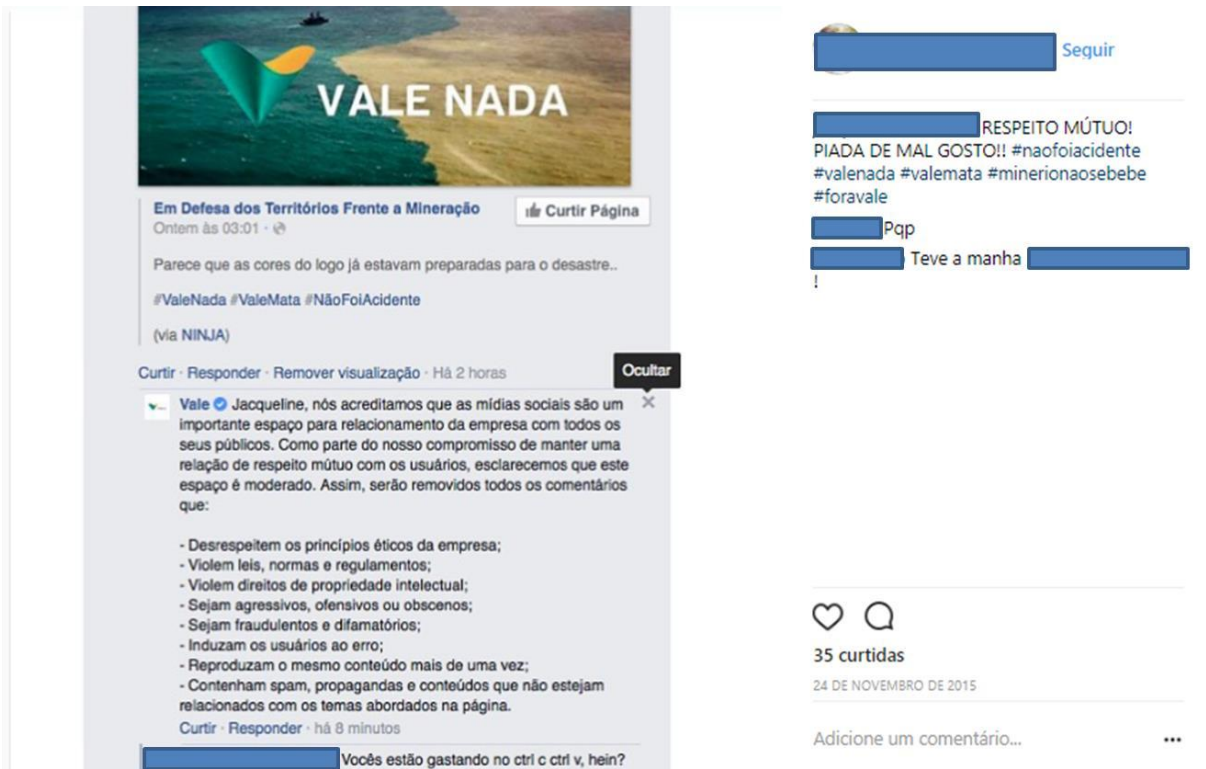 VALE NADA
Em Defesa dos Territórios Frente a Mineração
Curtir Página
Ontem às 03:01 ·
Parece que as cores do logo já estavam preparadas para o desastre..
#ValeNada #ValeMata #NãoFoiAcidente
(via NINJA)
Curtir · Responder · Remover visualização · Há 2 horas
Ocultar
Vale Jacqueline, nós acreditamos que as mídias sociais são um
importante espaço para relacionamento da empresa com todos os
seus públicos. Como parte do nosso compromisso de manter uma
relação de respeito mútuo com os usuários, esclarecemos que este
espaço é moderado. Assim, serão removidos todos os comentários
que:
- Desrespeitem os princípios éticos da empresa;
- Violem leis, normas e regulamentos;
- Violem direitos de propriedade intelectual;
- Sejam agressivos, ofensivos ou obscenos;
- Sejam fraudulentos e difamatórios;
- Induzam os usuários ao erro;
- Reproduzam o mesmo conteúdo mais de uma vez;
- Contenham spam, propagandas e conteúdos que não estejam
relacionados com os temas abordados na página.
Curtir · Responder · há 8 minutos
Vocês estão gastando no ctrl c ctrl v, hein?
Seguir
RESPEITO MÚTUO!
PIADA DE MAL GOSTO!! #naofoiacidente
#valenada #valemata #minerionaosebebe
#foravale
Pqp
Teve a manha
!
35 curtidas
24 DE NOVEMBRO DE 2015
Adicione um comentário...